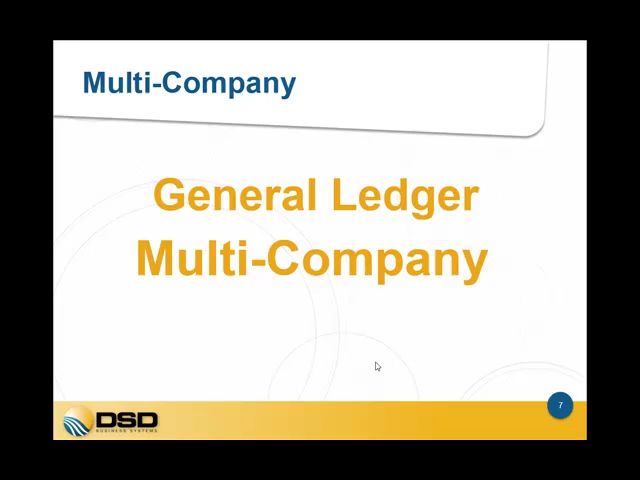 Multi-Company
General Ledger
Multi-Company
7
DSD
BUSINESS SYSTEMS